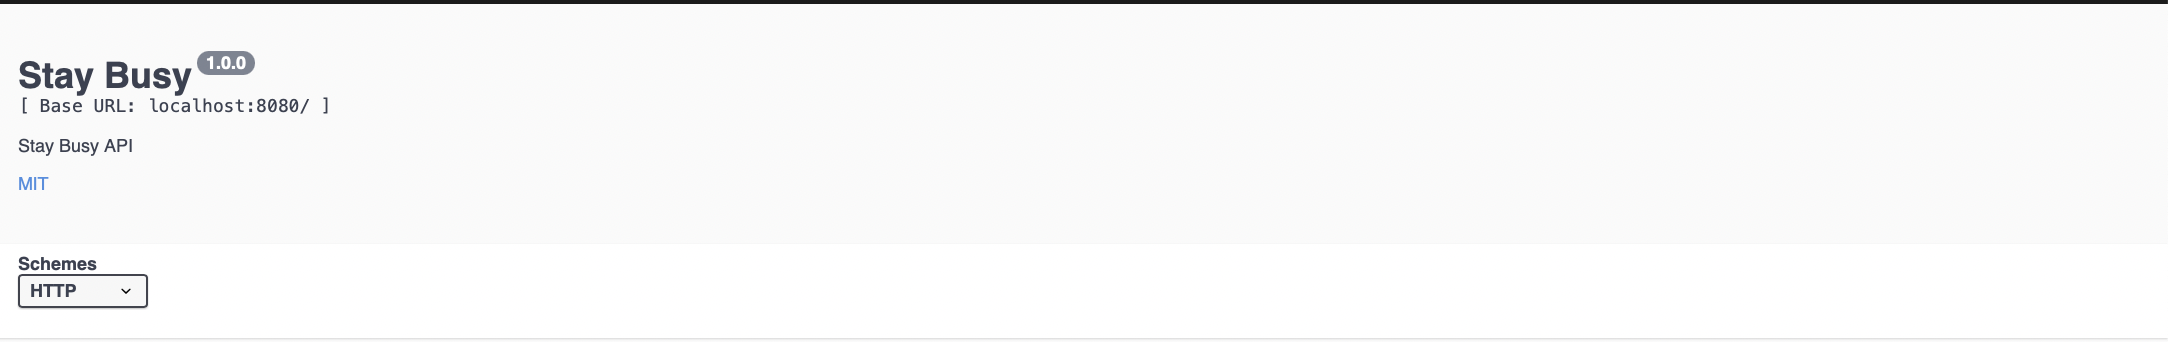 Stay Busy 1.0.0
[ Base URL: localhost:8080/ ]
Stay Busy API
MIT
Schemes
HTTP